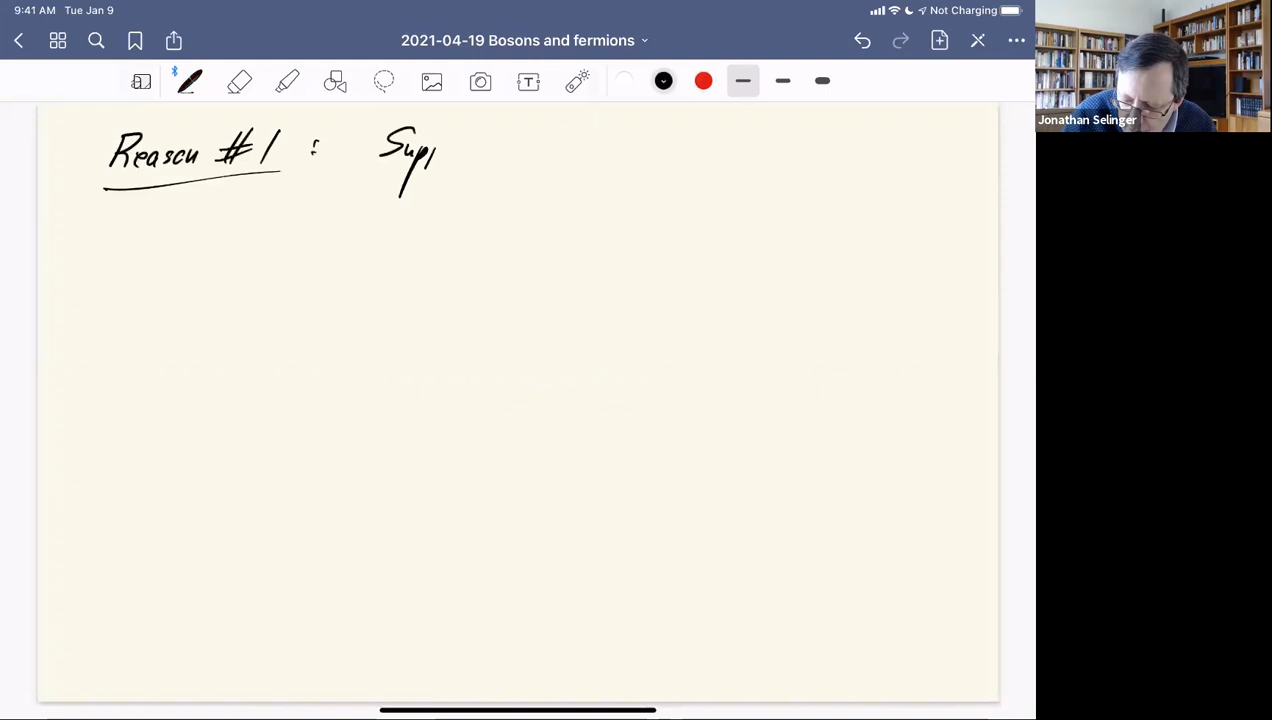 9:41 AM Tue Jan 9
Not Charging
2021-04-19 Bosons and fermions
T
Jonathan Selinger
Reason #1 : Sup